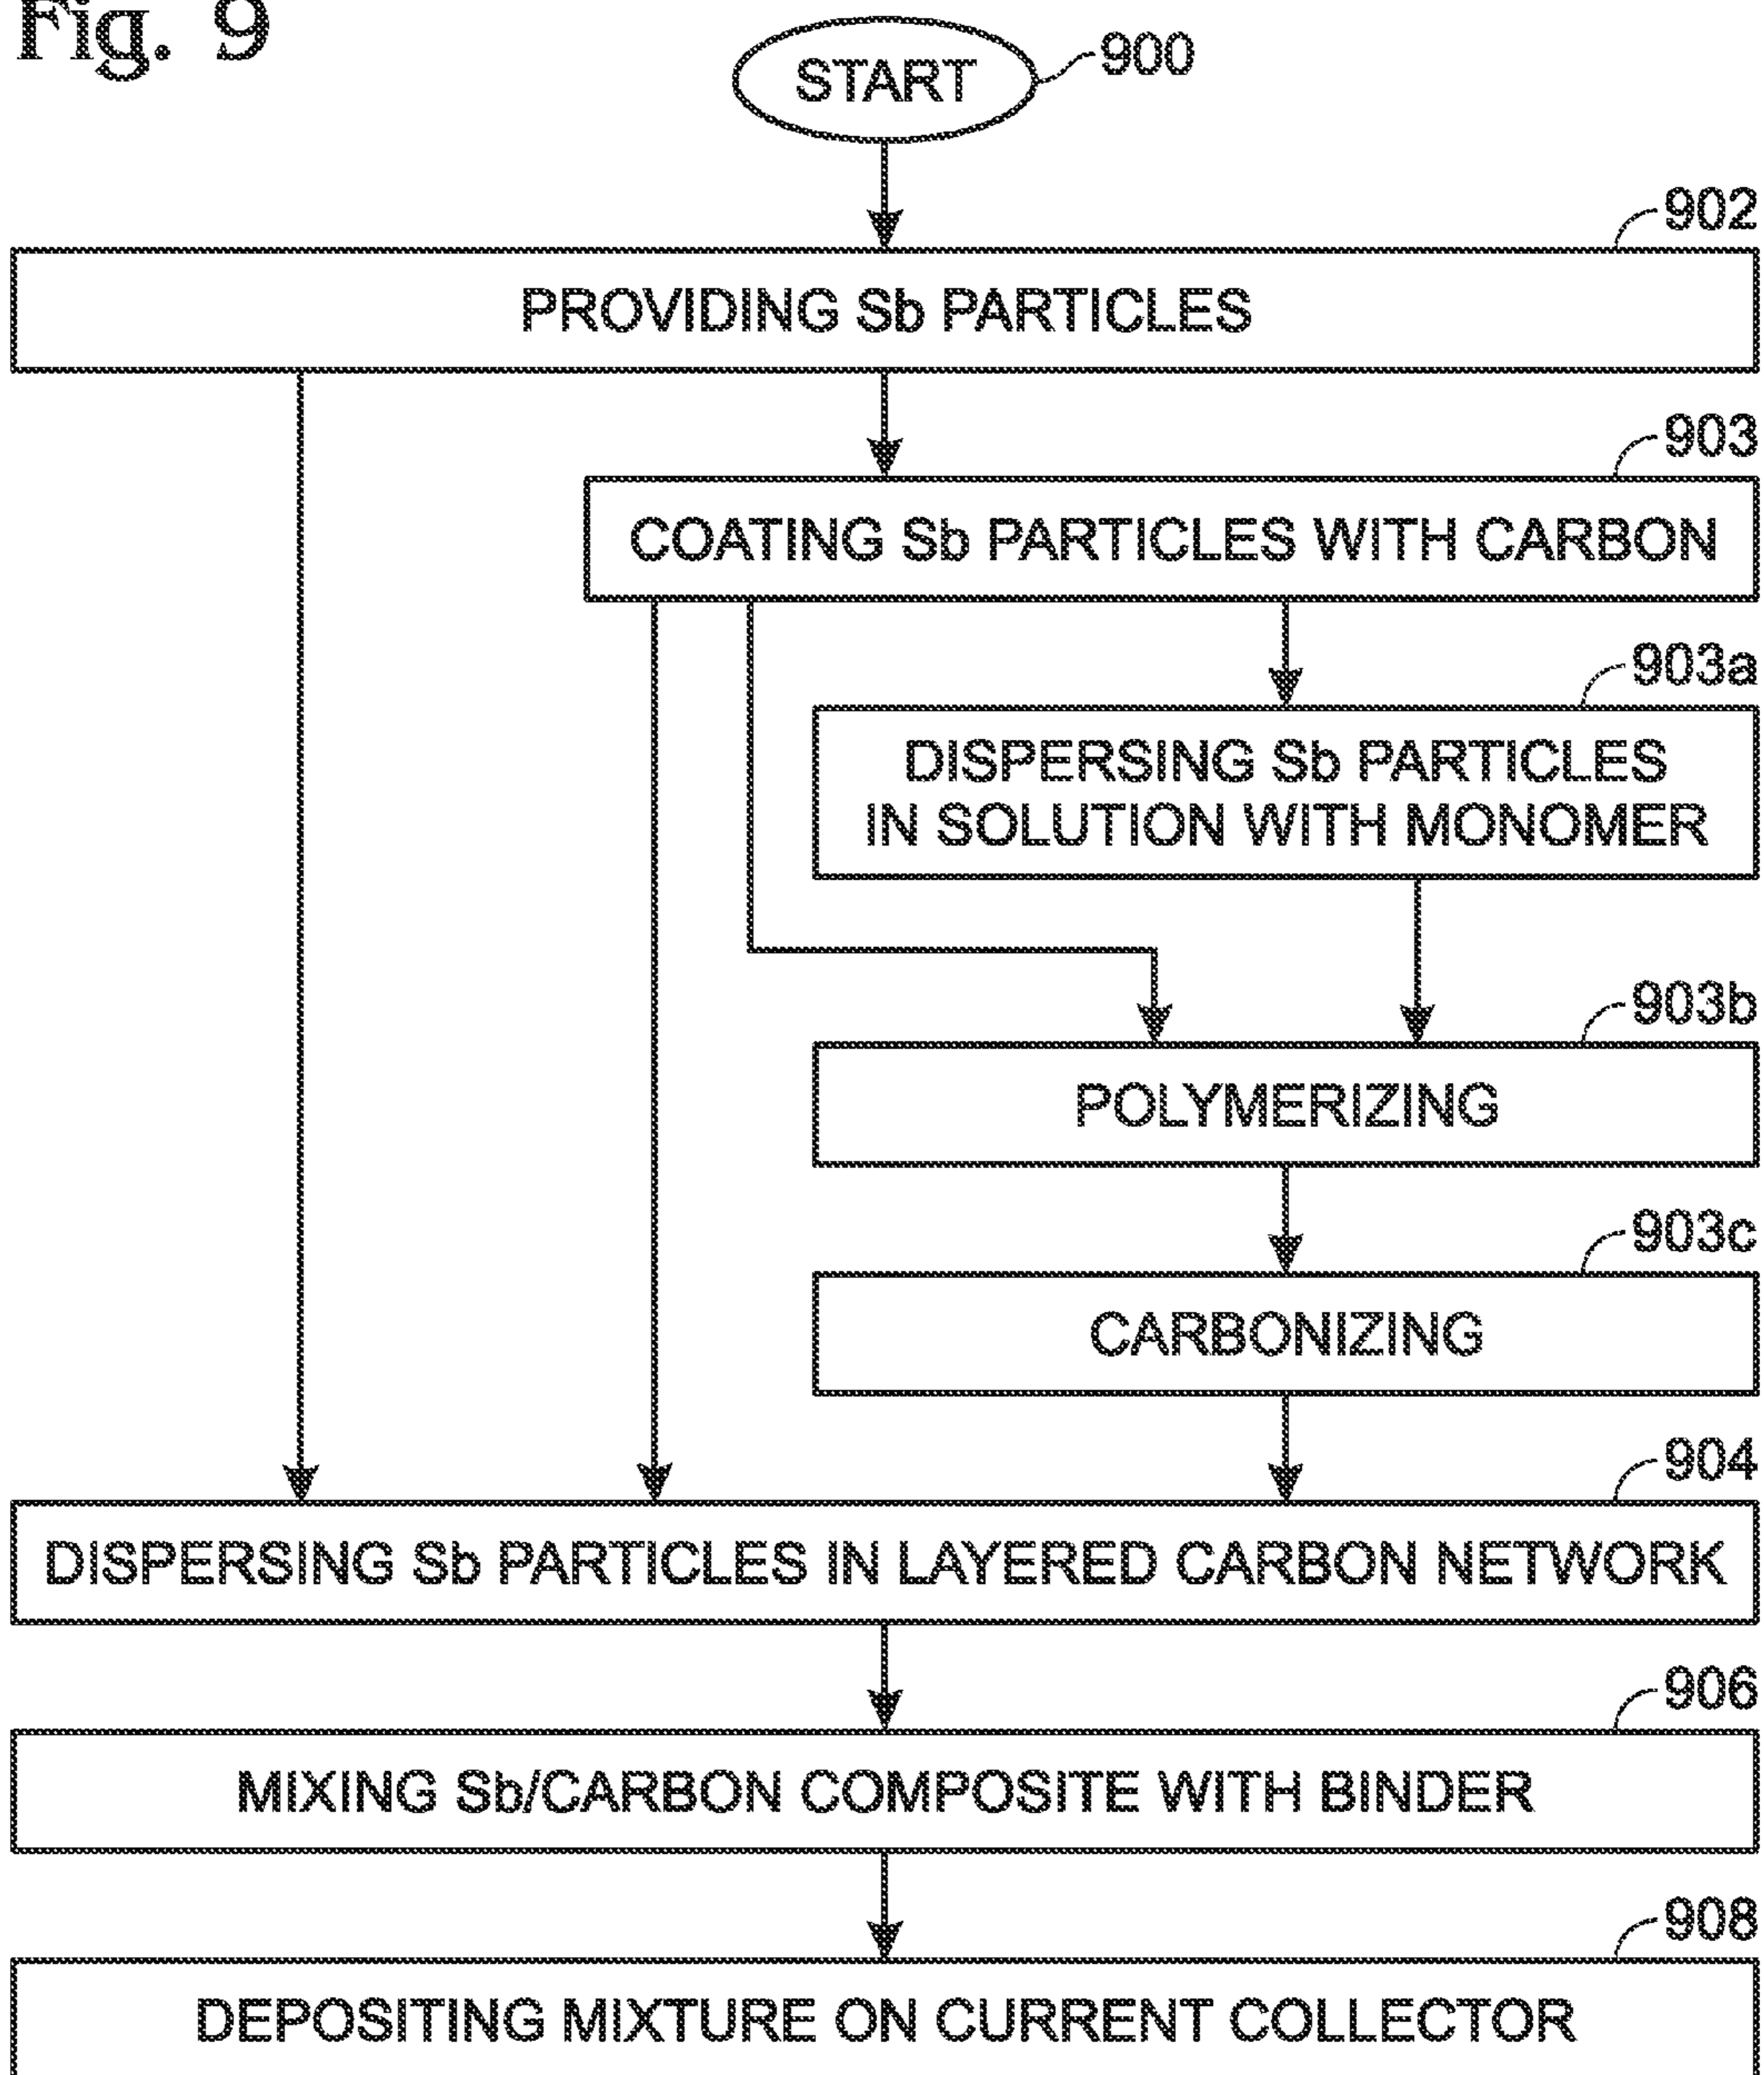 Fig. 9
START
900
902
PROVIDING Sb PARTICLES
903
COATING Sb PARTICLES WITH CARBON
903a
DISPERSING Sb PARTICLES
IN SOLUTION WITH MONOMER
903b
POLYMERIZING
903c
CARBONIZING
904
DISPERSING Sb PARTICLES IN LAYERED CARBON NETWORK
906
MIXING Sb/CARBON COMPOSITE WITH BINDER
908
DEPOSITING MIXTURE ON CURRENT COLLECTOR